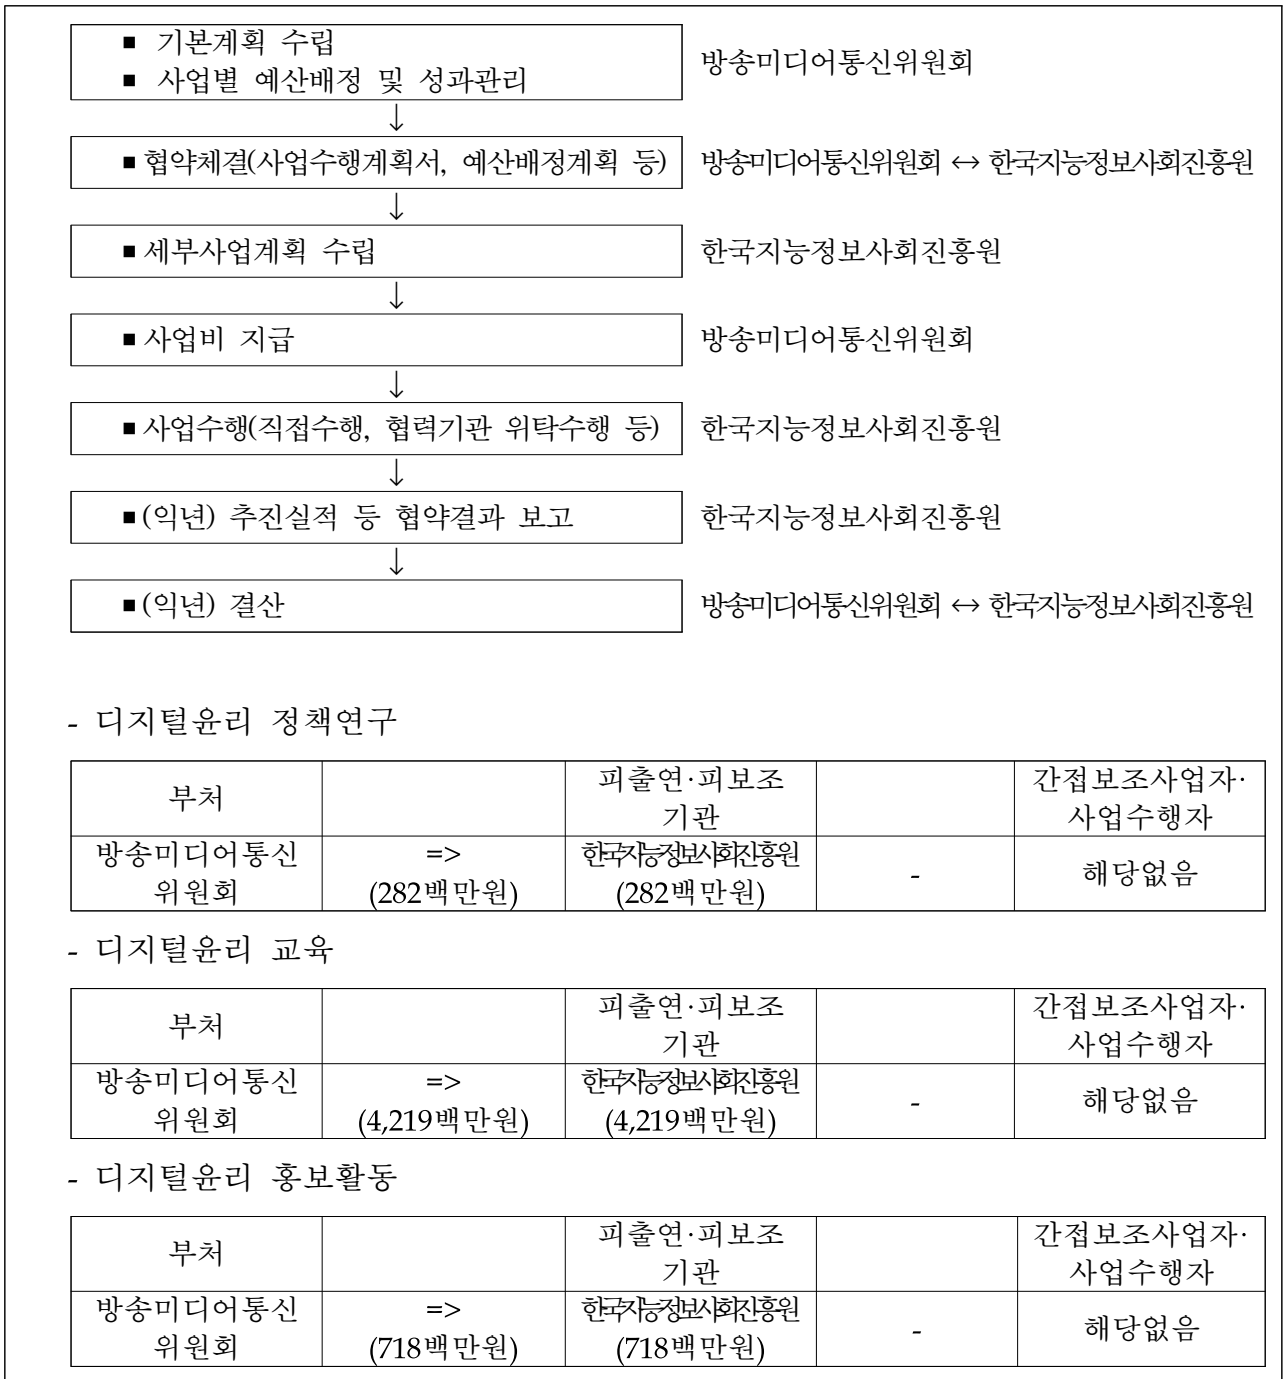 ▪ 기본계획 수립
▪ 사업별 예산배정 및 성과관리
방송미디어통신위원회
↓
▪ 협약체결(사업수행계획서, 예산배정계획 등) 방송미디어통신위원회 ↔ 한국지능정보사회진흥원
↓
▪ 세부사업계획 수립 한국지능정보사회진흥원
↓
▪ 사업비 지급 방송미디어통신위원회
↓
▪ 사업수행(직접수행, 협력기관 위탁수행 등) 한국지능정보사회진흥원
↓
▪ (익년) 추진실적 등 협약결과 보고 한국지능정보사회진흥원
↓
▪ (익년) 결산 방송미디어통신위원회 ↔ 한국지능정보사회진흥원
- 디지털윤리 정책연구
부처
피출연·피보조
기관
간접보조사업자·
사업수행자
방송미디어통신
위원회
=>
(282백만원)
한국지능정보사회진흥원
(282백만원)
-
해당없음
- 디지털윤리 교육
부처
피출연·피보조
기관
간접보조사업자·
사업수행자
방송미디어통신
위원회
=>
(4,219백만원)
한국지능정보사회진흥원
(4,219백만원)
-
해당없음
- 디지털윤리 홍보활동
부처
피출연·피보조
기관
간접보조사업자·
사업수행자
방송미디어통신
위원회
=>
(718백만원)
한국지능정보사회진흥원
(718백만원)
-
해당없음